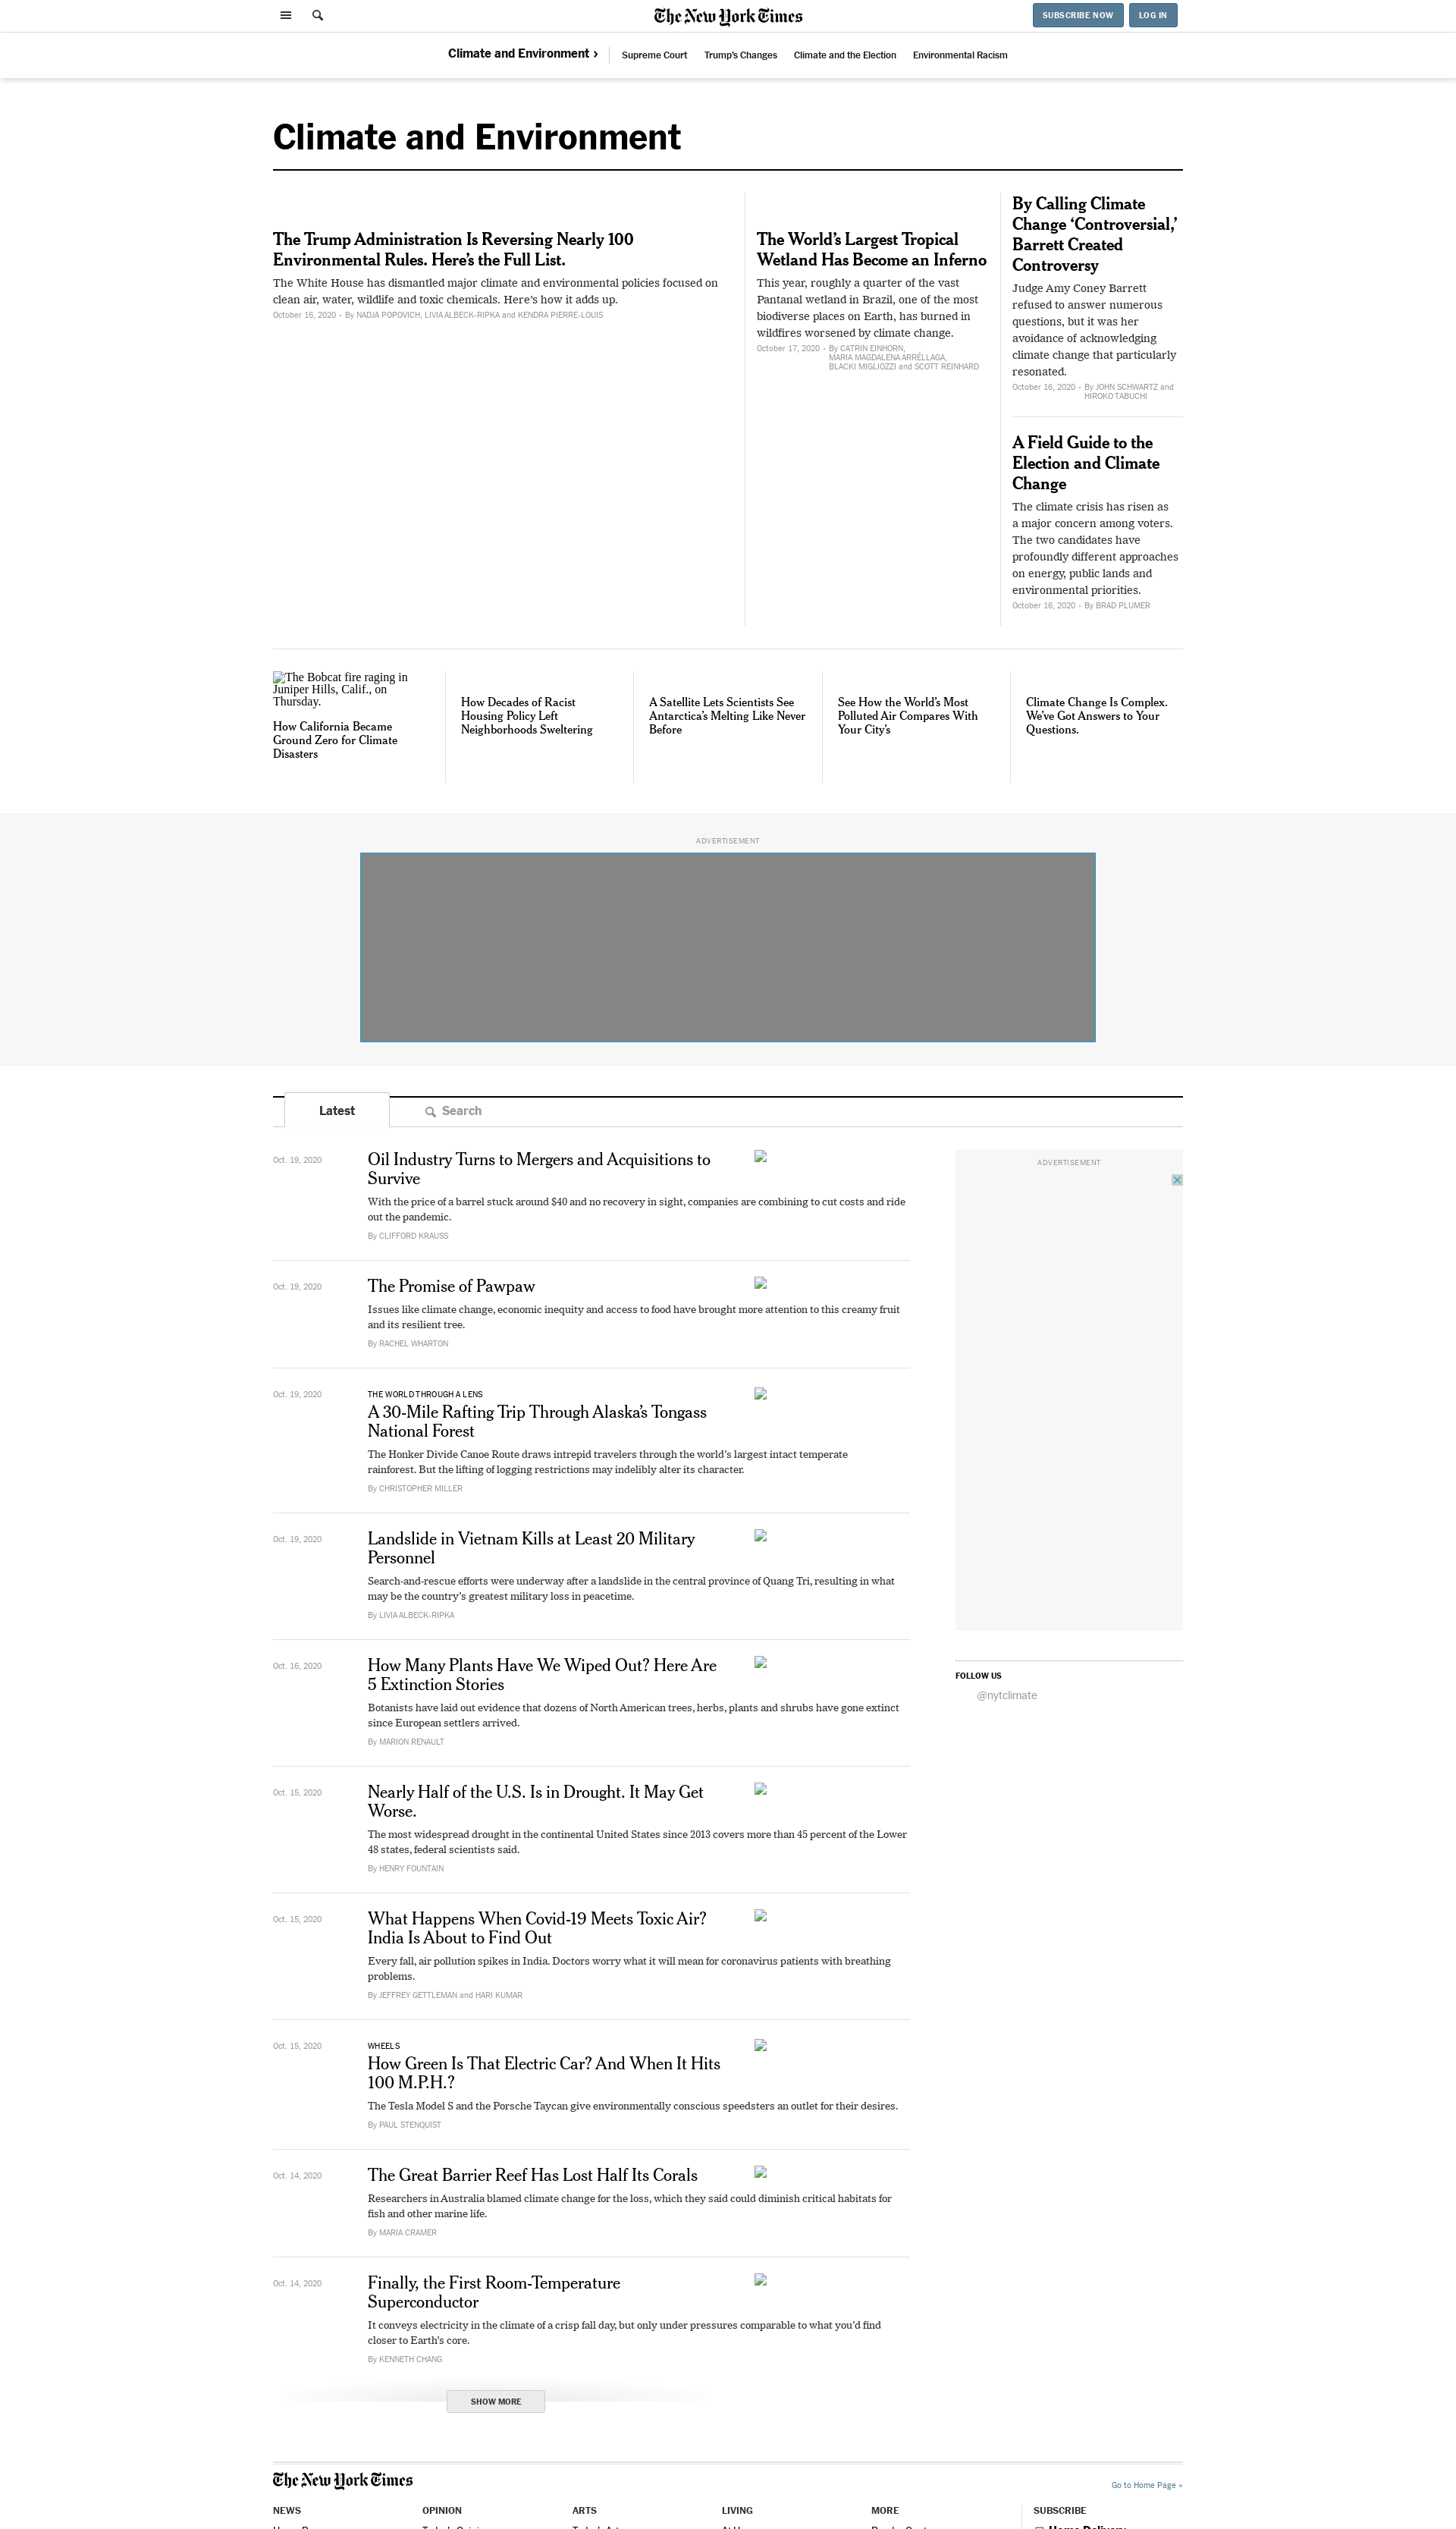 The New York Times
SUBSCRIBE NOW
LOG IN
Climate and Environment ›
Supreme Court
Trump's Changes
Climate and the Election
Environmental Racism
Climate and Environment
The Trump Administration Is Reversing Nearly 100
Environmental Rules. Here's the Full List.
The White House has dismantled major climate and environmental policies focused on
clean air, water, wildlife and toxic chemicals. Here's how it adds up.
October 16, 2020 • By NADJA POPOVICH, LIVIA ALBECK-RIPKA and KENDRA PIERRE-LOUIS
The World's Largest Tropical
Wetland Has Become an Inferno
This year, roughly a quarter of the vast
Pantanal wetland in Brazil, one of the most
biodiverse places on Earth, has burned in
wildfires worsened by climate change.
October 17, 2020 • By CATRIN EINHORN,
MARIA MAGDALENA ARRÉLLAGA,
BLACKI MIGLIOZZI and SCOTT REINHARD
By Calling Climate
Change ‘Controversial,’
Barrett Created
Controversy
Judge Amy Coney Barrett
refused to answer numerous
questions, but it was her
avoidance of acknowledging
climate change that particularly
resonated.
October 16, 2020 • By JOHN SCHWARTZ and
HIROKO TABUCHI
A Field Guide to the
Election and Climate
Change
The climate crisis has risen as
a major concern among voters.
The two candidates have
profoundly different approaches
on energy, public lands and
environmental priorities.
October 16, 2020 • By BRAD PLUMER
The Bobcat fire raging in
Juniper Hills, Calif., on
Thursday.
How California Became
Ground Zero for Climate
Disasters
How Decades of Racist
Housing Policy Left
Neighborhoods Sweltering
A Satellite Lets Scientists See
Antarctica's Melting Like Never
Before
See How the World's Most
Polluted Air Compares With
Your City's
Climate Change Is Complex.
We've Got Answers to Your
Questions.
ADVERTISEMENT
Latest
Search
Oct. 19, 2020
Oil Industry Turns to Mergers and Acquisitions to
Survive
With the price of a barrel stuck around $40 and no recovery in sight, companies are combining to cut costs and ride
out the pandemic.
By CLIFFORD KRAUSS
ADVERTISEMENT
Oct. 19, 2020
The Promise of Pawpaw
Issues like climate change, economic inequity and access to food have brought more attention to this creamy fruit
and its resilient tree.
By RACHEL WHARTON
Oct. 19, 2020
THE WORLD THROUGH A LENS
A 30-Mile Rafting Trip Through Alaska's Tongass
National Forest
The Honker Divide Canoe Route draws intrepid travelers through the world's largest intact temperate
rainforest. But the lifting of logging restrictions may indelibly alter its character.
By CHRISTOPHER MILLER
Oct. 19, 2020
Landslide in Vietnam Kills at Least 20 Military
Personnel
Search-and-rescue efforts were underway after a landslide in the central province of Quang Tri, resulting in what
may be the country's greatest military loss in peacetime.
By LIVIA ALBECK-RIPKA
Oct. 16, 2020
How Many Plants Have We Wiped Out? Here Are
5 Extinction Stories
Botanists have laid out evidence that dozens of North American trees, herbs, plants and shrubs have gone extinct
since European settlers arrived.
By MARION RENAULT
FOLLOW US
@nytclimate
Oct. 15, 2020
Nearly Half of the U.S. Is in Drought. It May Get
Worse.
The most widespread drought in the continental United States since 2013 covers more than 45 percent of the Lower
48 states, federal scientists said.
By HENRY FOUNTAIN
Oct. 15, 2020
What Happens When Covid-19 Meets Toxic Air?
India Is About to Find Out
Every fall, air pollution spikes in India. Doctors worry what it will mean for coronavirus patients with breathing
problems.
By JEFFREY GETTLEMAN and HARI KUMAR
Oct. 15, 2020
WHEELS
How Green Is That Electric Car? And When It Hits
100 M.P.H.?
The Tesla Model S and the Porsche Taycan give environmentally conscious speedsters an outlet for their desires.
By PAUL STENQUIST
Oct. 14, 2020
The Great Barrier Reef Has Lost Half Its Corals
Researchers in Australia blamed climate change for the loss, which they said could diminish critical habitats for
fish and other marine life.
By MARIA CRAMER
Oct. 14, 2020
Finally, the First Room-Temperature
Superconductor
It conveys electricity in the climate of a crisp fall day, but only under pressures comparable to what you'd find
closer to Earth's core.
By KENNETH CHANG
SHOW MORE
The New York Times
Go to Home Page »
NEWS
OPINION
ARTS
LIVING
MORE
SUBSCRIBE
Home Delivery